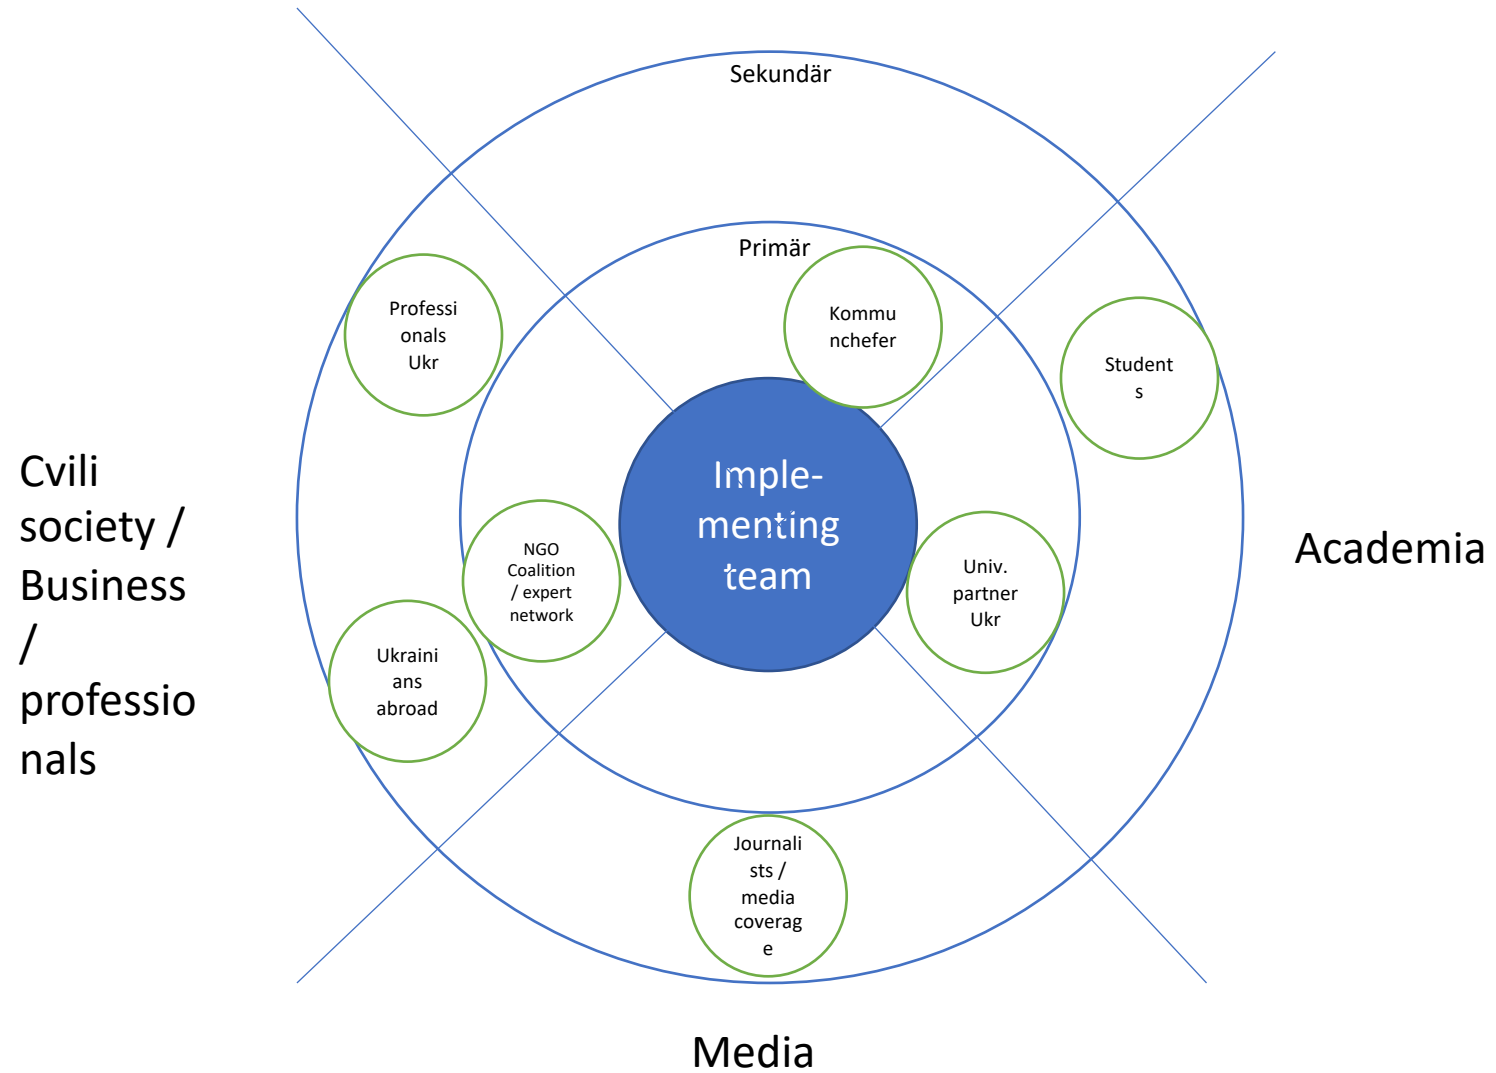 Sekundär
Primär
Kommu
nchefer
Professi
onals
Ukr
Student
s
Imple-
menting
team
NGO
Coalition
/ expert
network
Univ.
partner
Ukr
Ukraini
ans
abroad
Cvili
society /
Business
/
professio
nals
Academia
Journali
sts /
media
coverag
e
Media